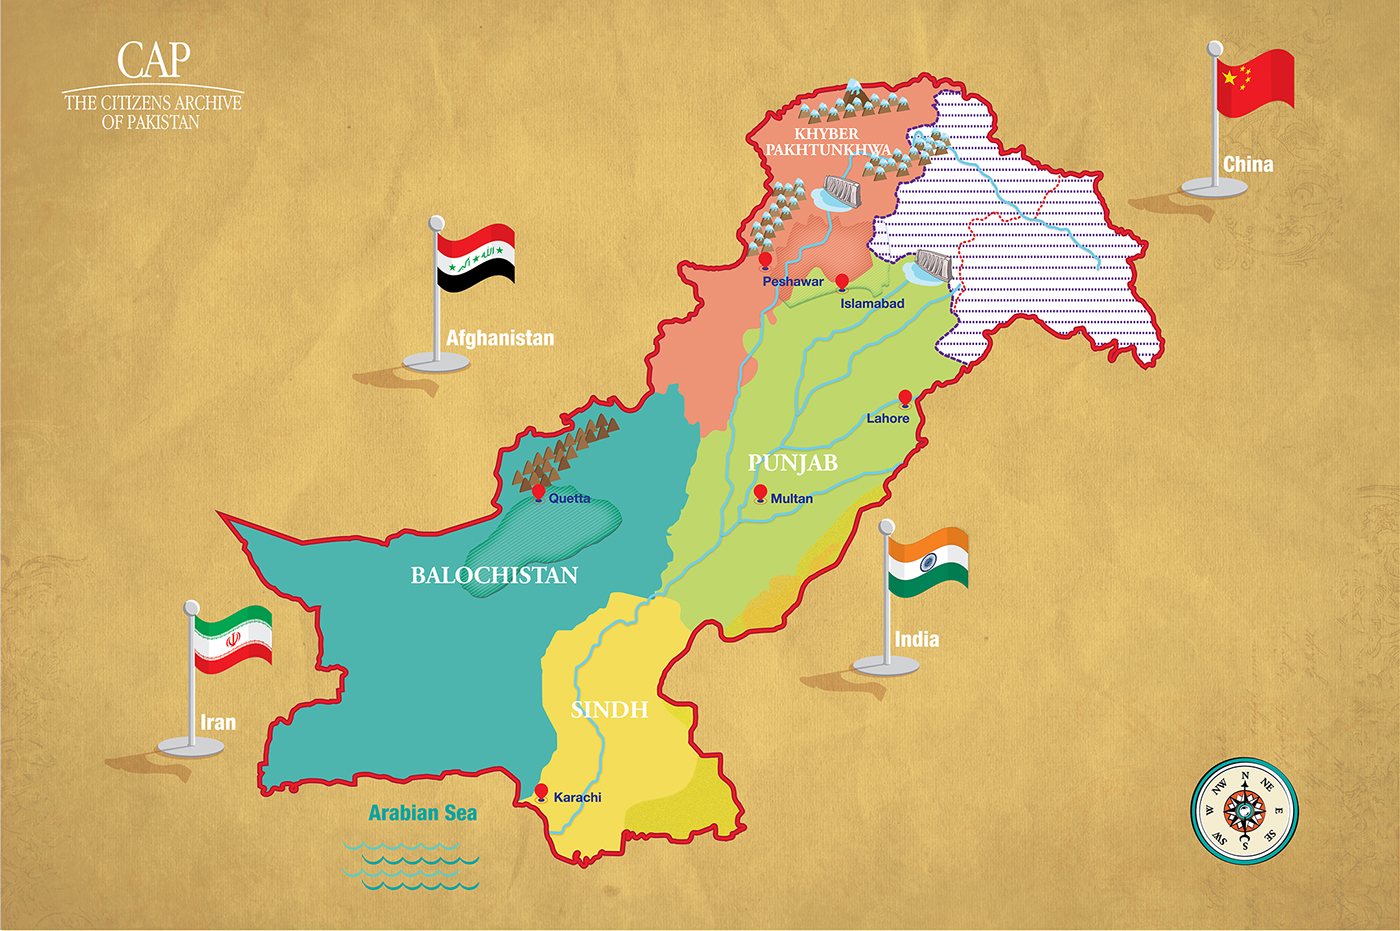 CAP
THE CITIZENS ARCHIVE
OF PAKISTAN
China
KHYBER
PAKHTUNKHWA
Afghanistan
Peshawar
Islamabad
Lahore
PUNJAB
Quetta
Multan
BALOCHISTAN
India
Iran
SINDH
Karachi
Arabian Sea
N
NE
E
SE
S
SW
W
NW